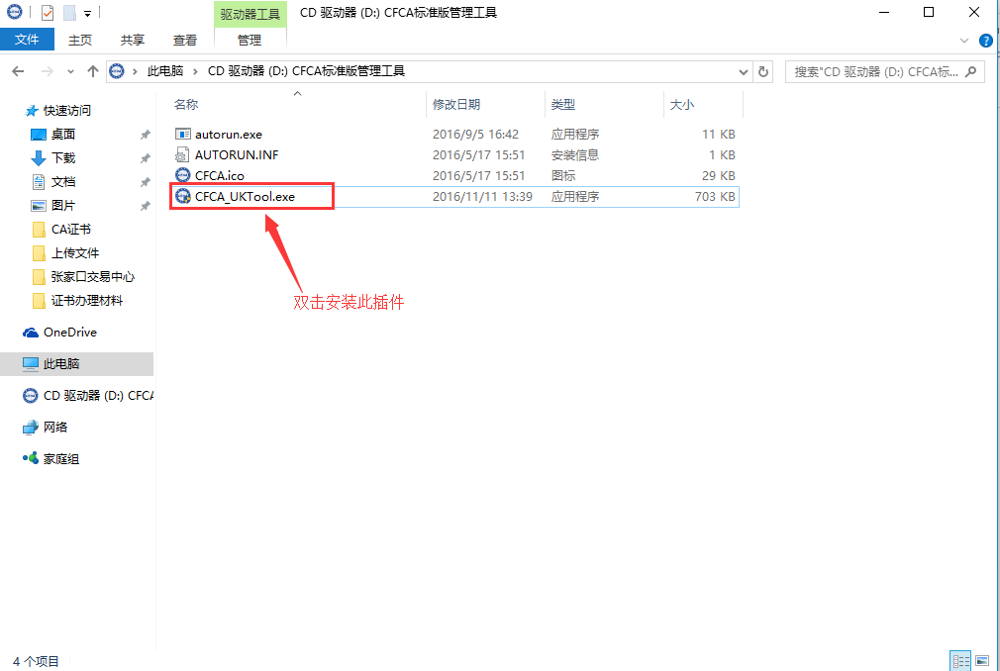 驱动器工具 CD 驱动器 (D:) CFCA标准版管理工具
文件 主页 共享 查看 管理
此电脑 CD 驱动器 (D:) CFCA标准版管理工具
搜索"CD 驱动器 (D:) CFCA标...
快速访问
桌面
下载
文档
图片
CA证书
上传文件
张家口交易中心
证书办理材料
OneDrive
此电脑
CD 驱动器 (D:) CFCA
网络
家庭组
名称 修改日期 类型 大小
autorun.exe 2016/9/5 16:42 应用程序 11 KB
AUTORUN.INF 2016/5/17 15:51 安装信息 1 KB
CFCA.ico 2016/5/17 15:51 图标 29 KB
CFCA_UKTool.exe 2016/11/11 13:39 应用程序 703 KB
双击安装此插件
4 个项目